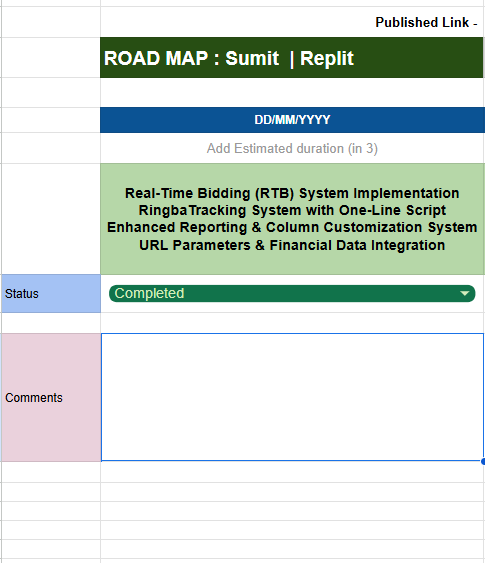 Published Link -
ROAD MAP : Sumit | Replit
DD/MM/YYYY
Add Estimated duration (in 3)
Real-Time Bidding (RTB) System Implementation
RingbaTracking System with One-Line Script
Enhanced Reporting & Column Customization System
URL Parameters & Financial Data Integration
Status
Completed
Comments